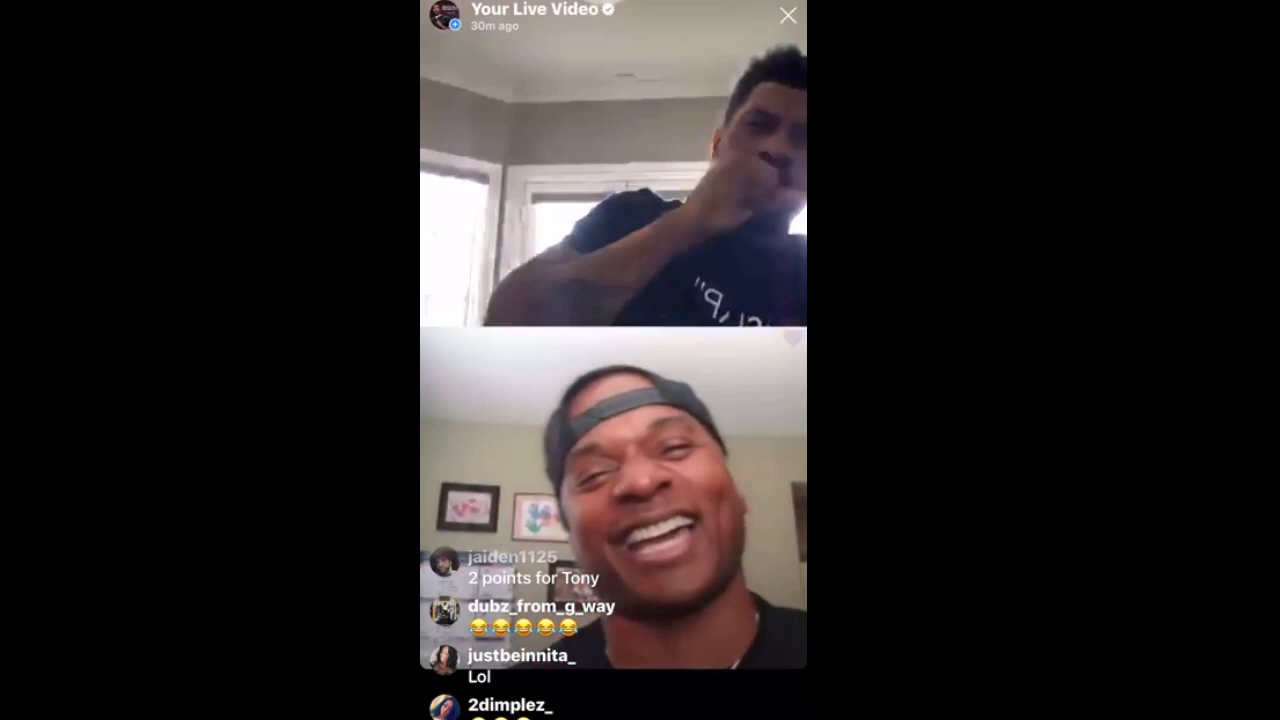 Your Live Video
30m ago
jaiden1125
2 points for Tony
dubz_from_g_way
😂😂😂😂😂
justbeinnita_
Lol
2dimplez_